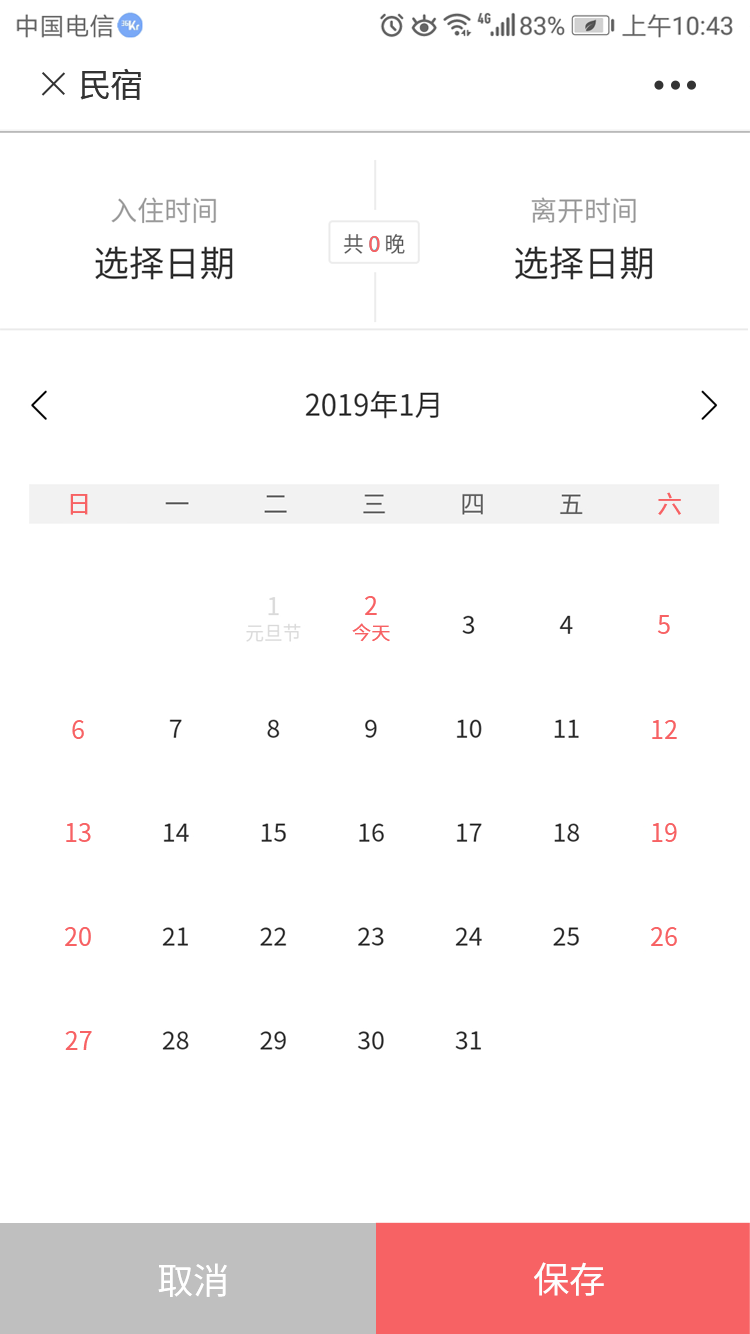 中国电信 36Kr 4G 83% 上午10:43
民宿
入住时间 离开时间
共0晚
选择日期 选择日期
2019年1月
日 一 二 三 四 五 六
1 2 3 4 5
元旦节 今天
6 7 8 9 10 11 12
13 14 15 16 17 18 19
20 21 22 23 24 25 26
27 28 29 30 31
取消 保存